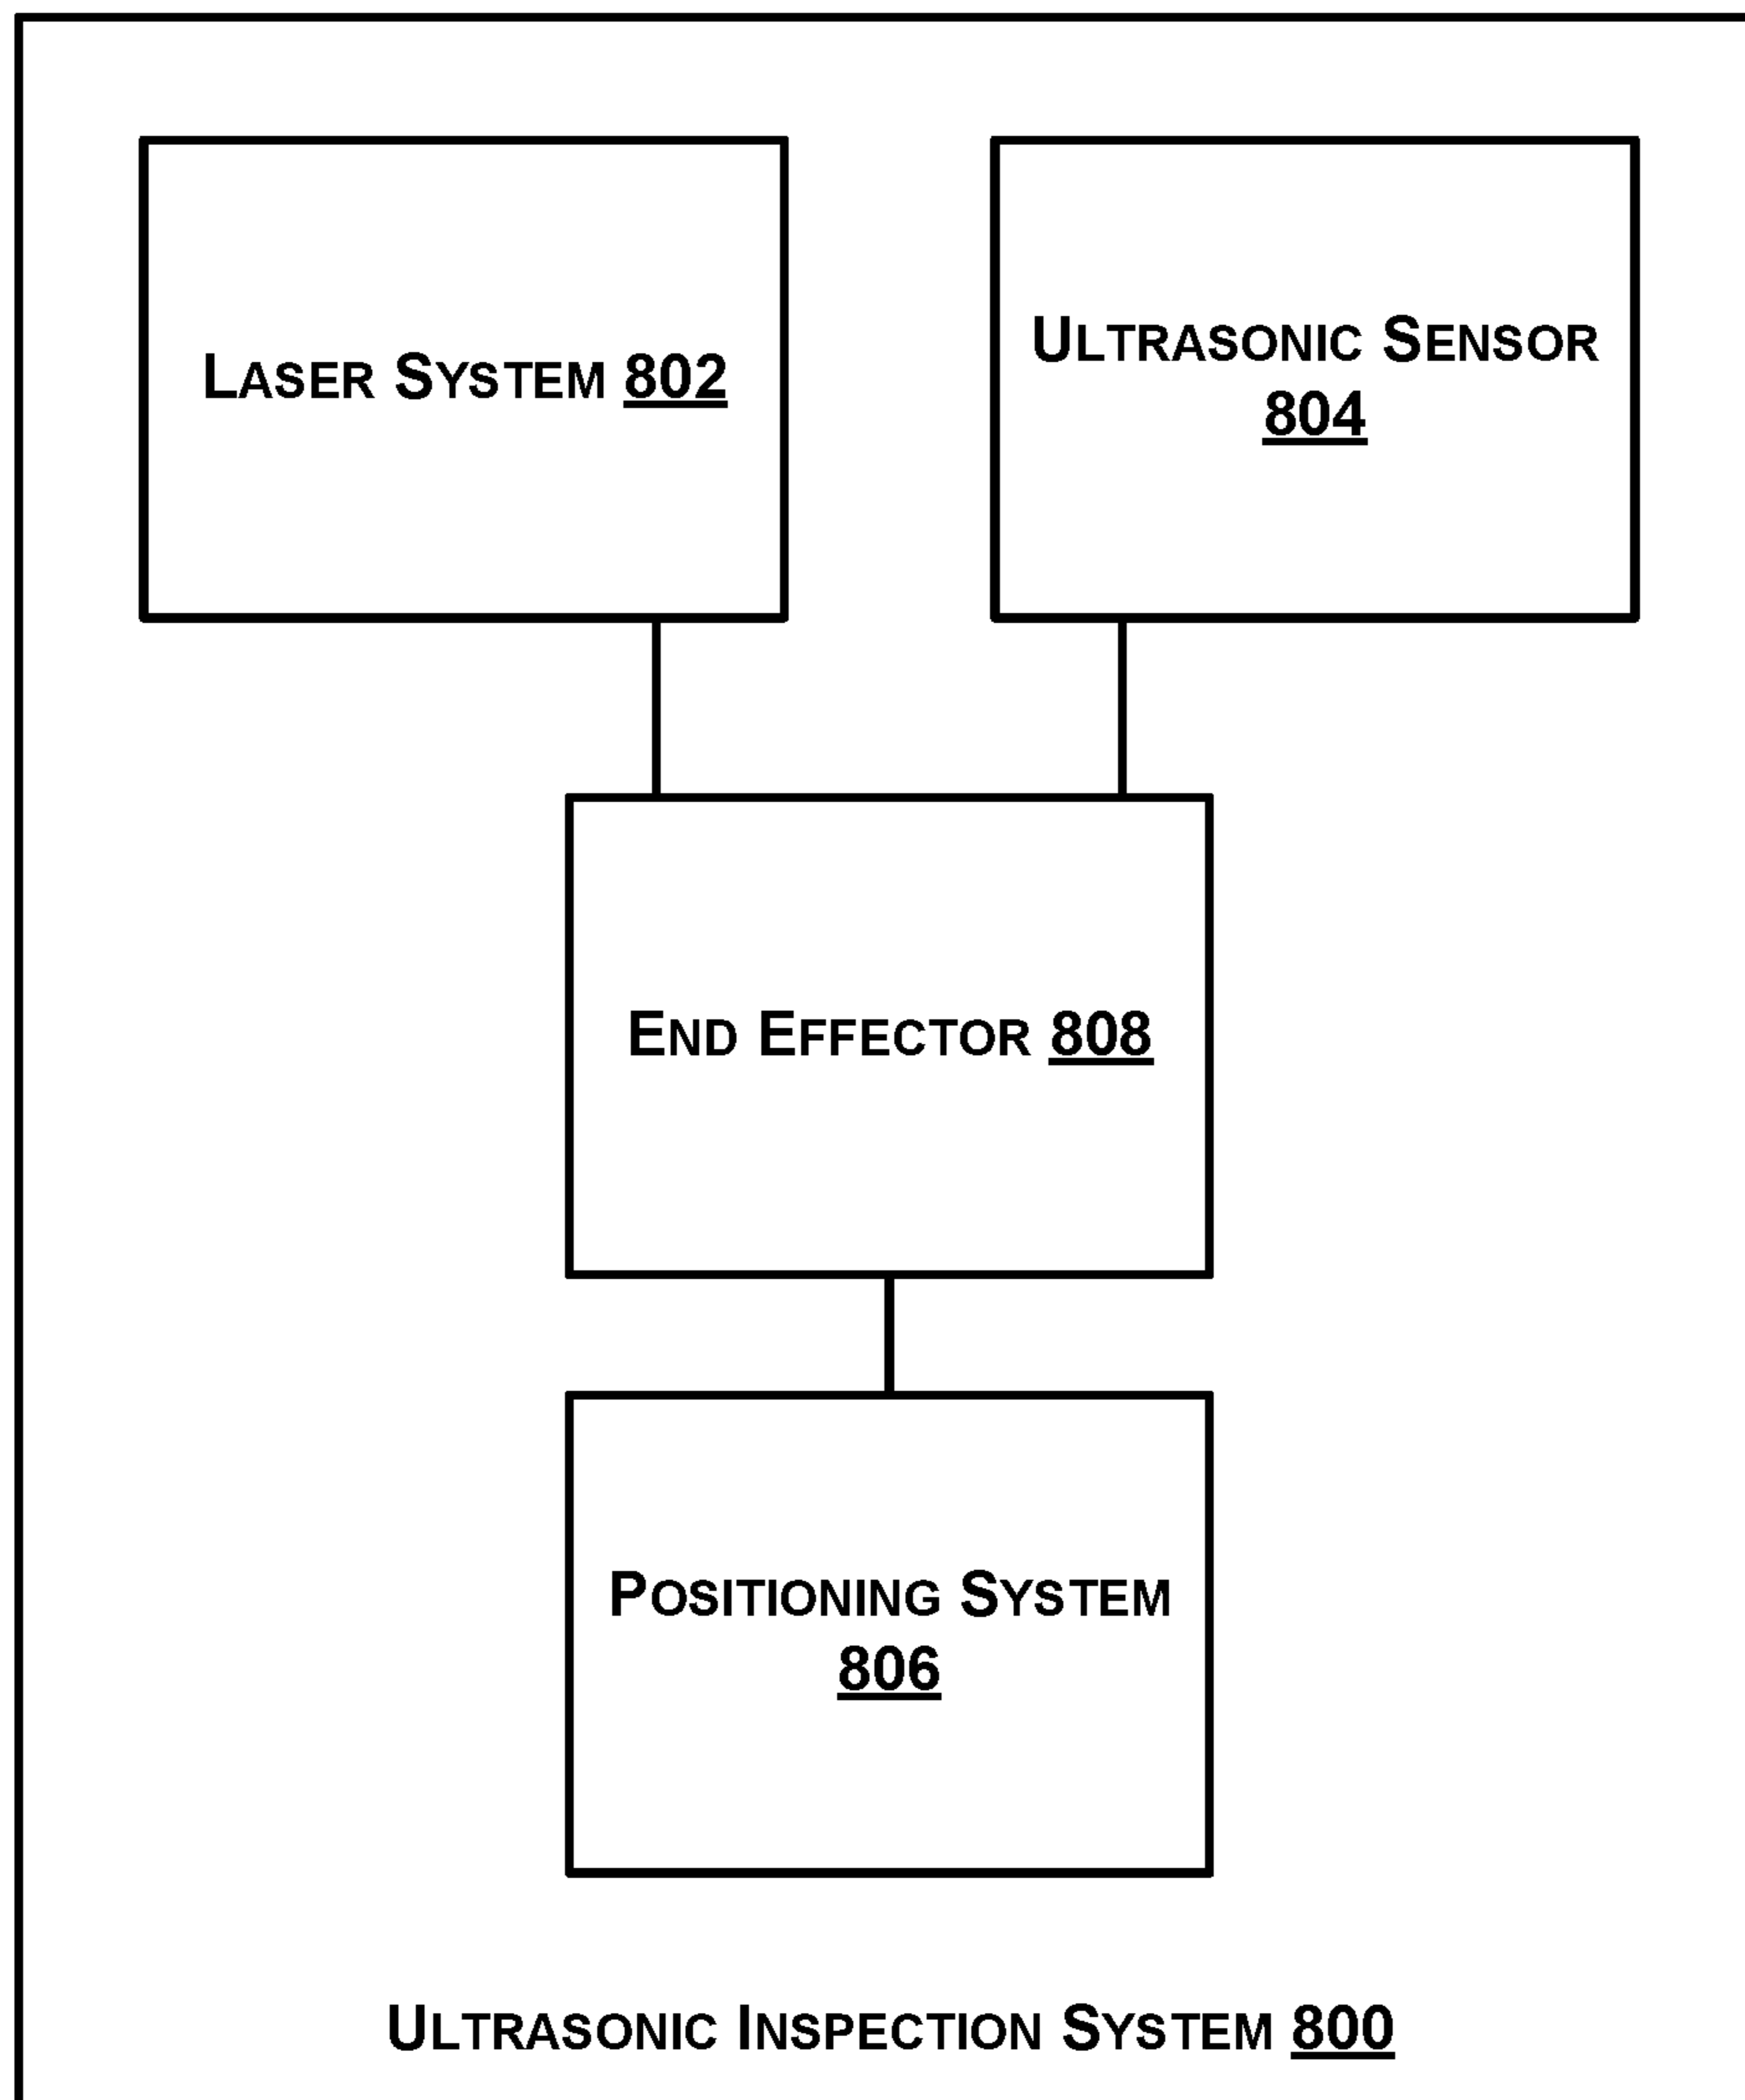 LASER SYSTEM 802
ULTRASONIC SENSOR
804
END EFFECTOR 808
POSITIONING SYSTEM
806
ULTRASONIC INSPECTION SYSTEM 800